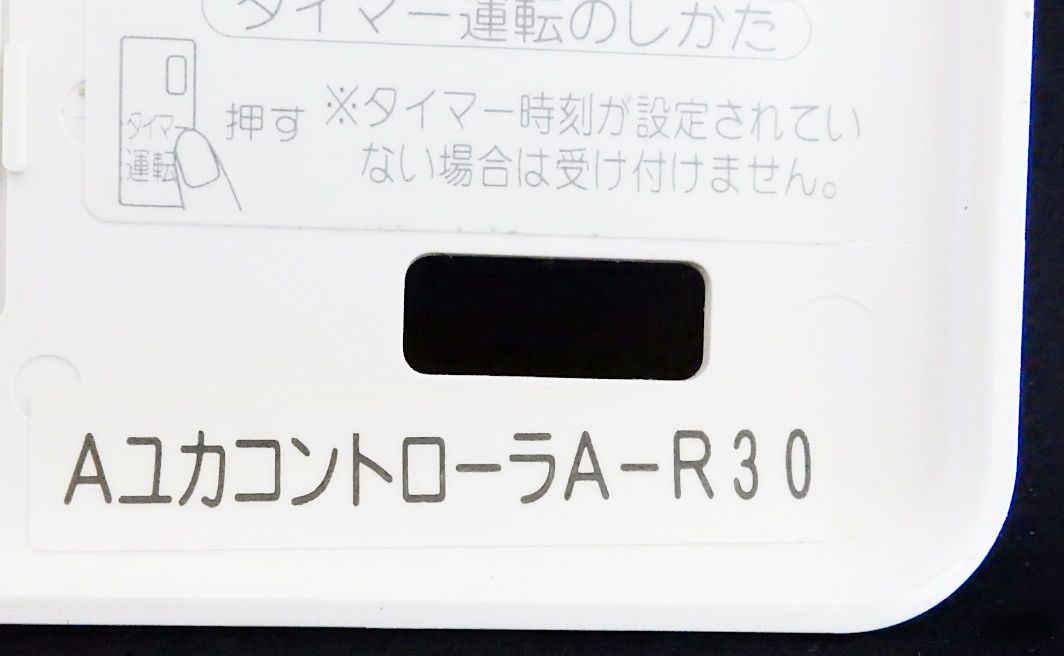 タイマー運転のしかた
タイマー
運転
押す
※タイマー時刻が設定されてい
ない場合は受け付けません。
AユカコントローラA-R30